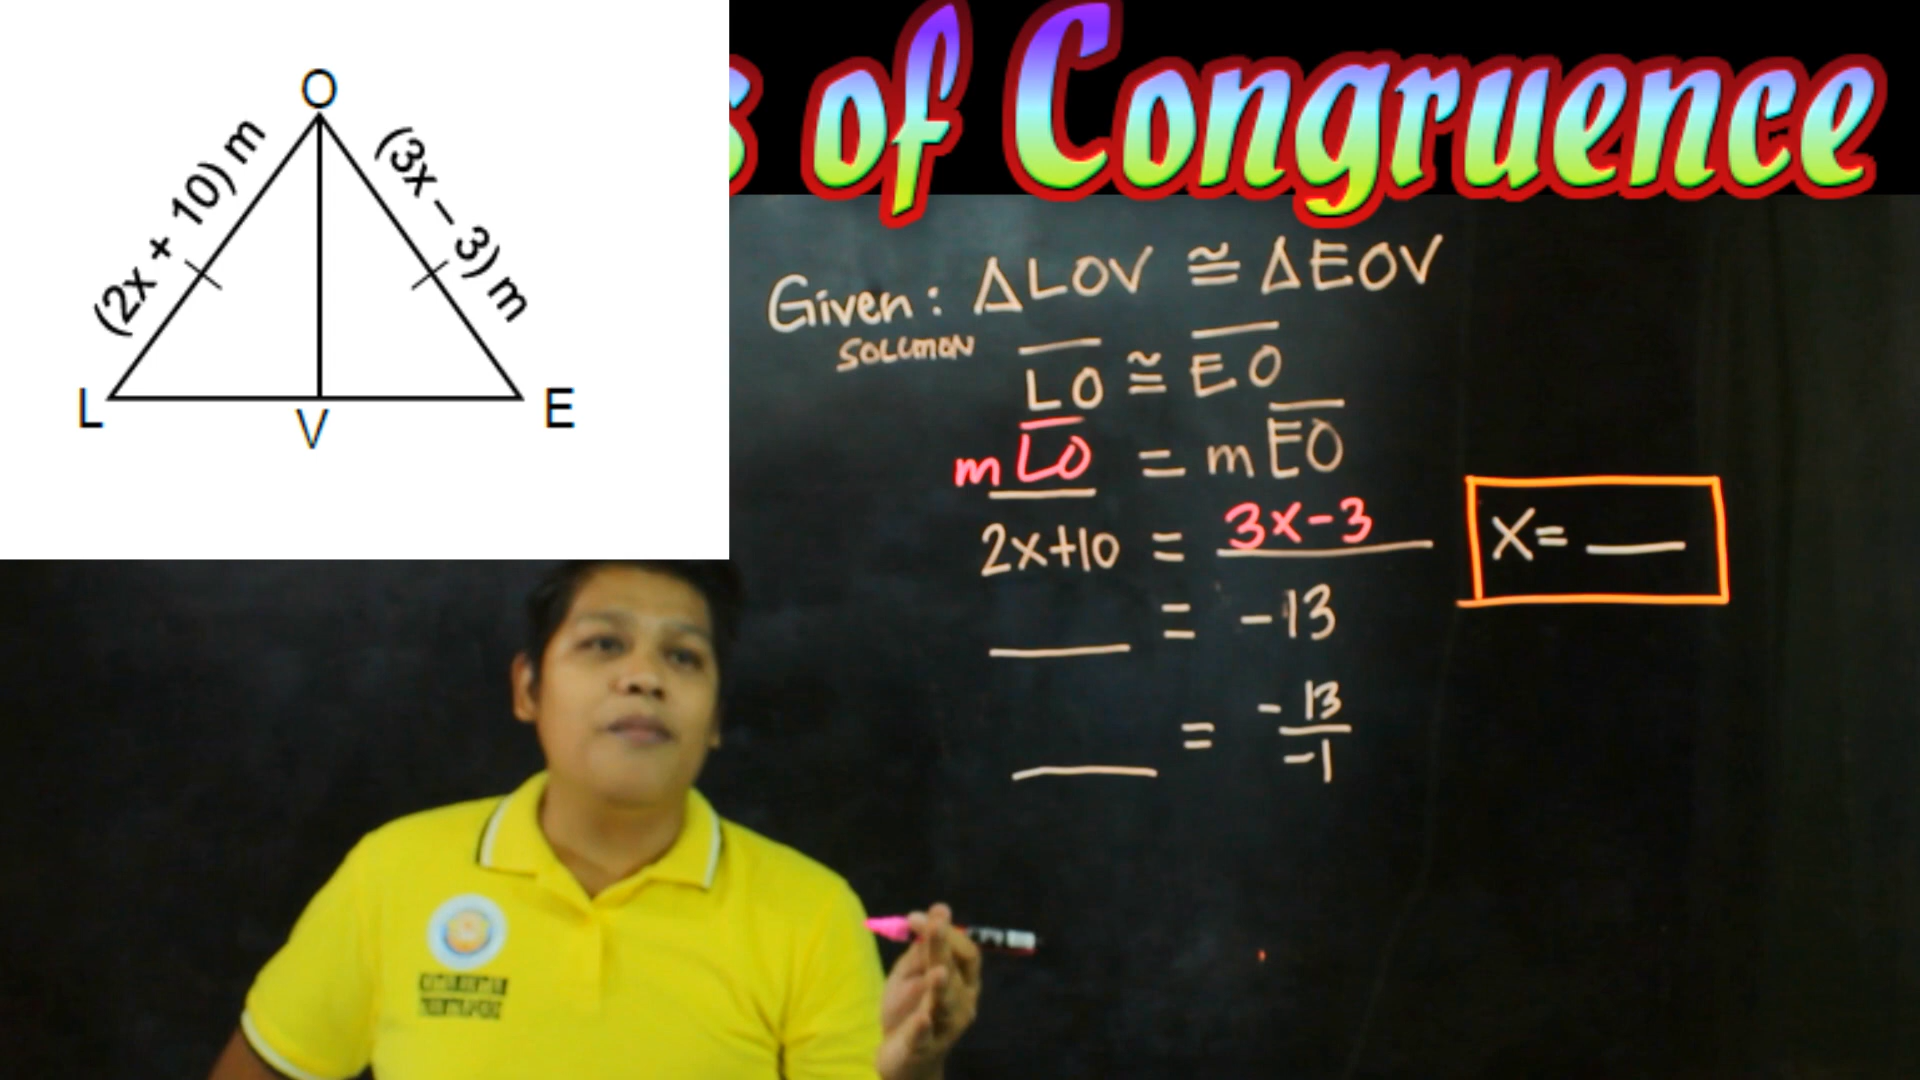 s of Congruence
O
(2x + 10) m
(3x – 3) m
L
V
E
Given: ΔLOV ≅ ΔEOV
SOLUTION
LO ≅ EO
mLO = mEO
2x+10 = 3x-3
___ = -13
___ = -13/-1
X= ___